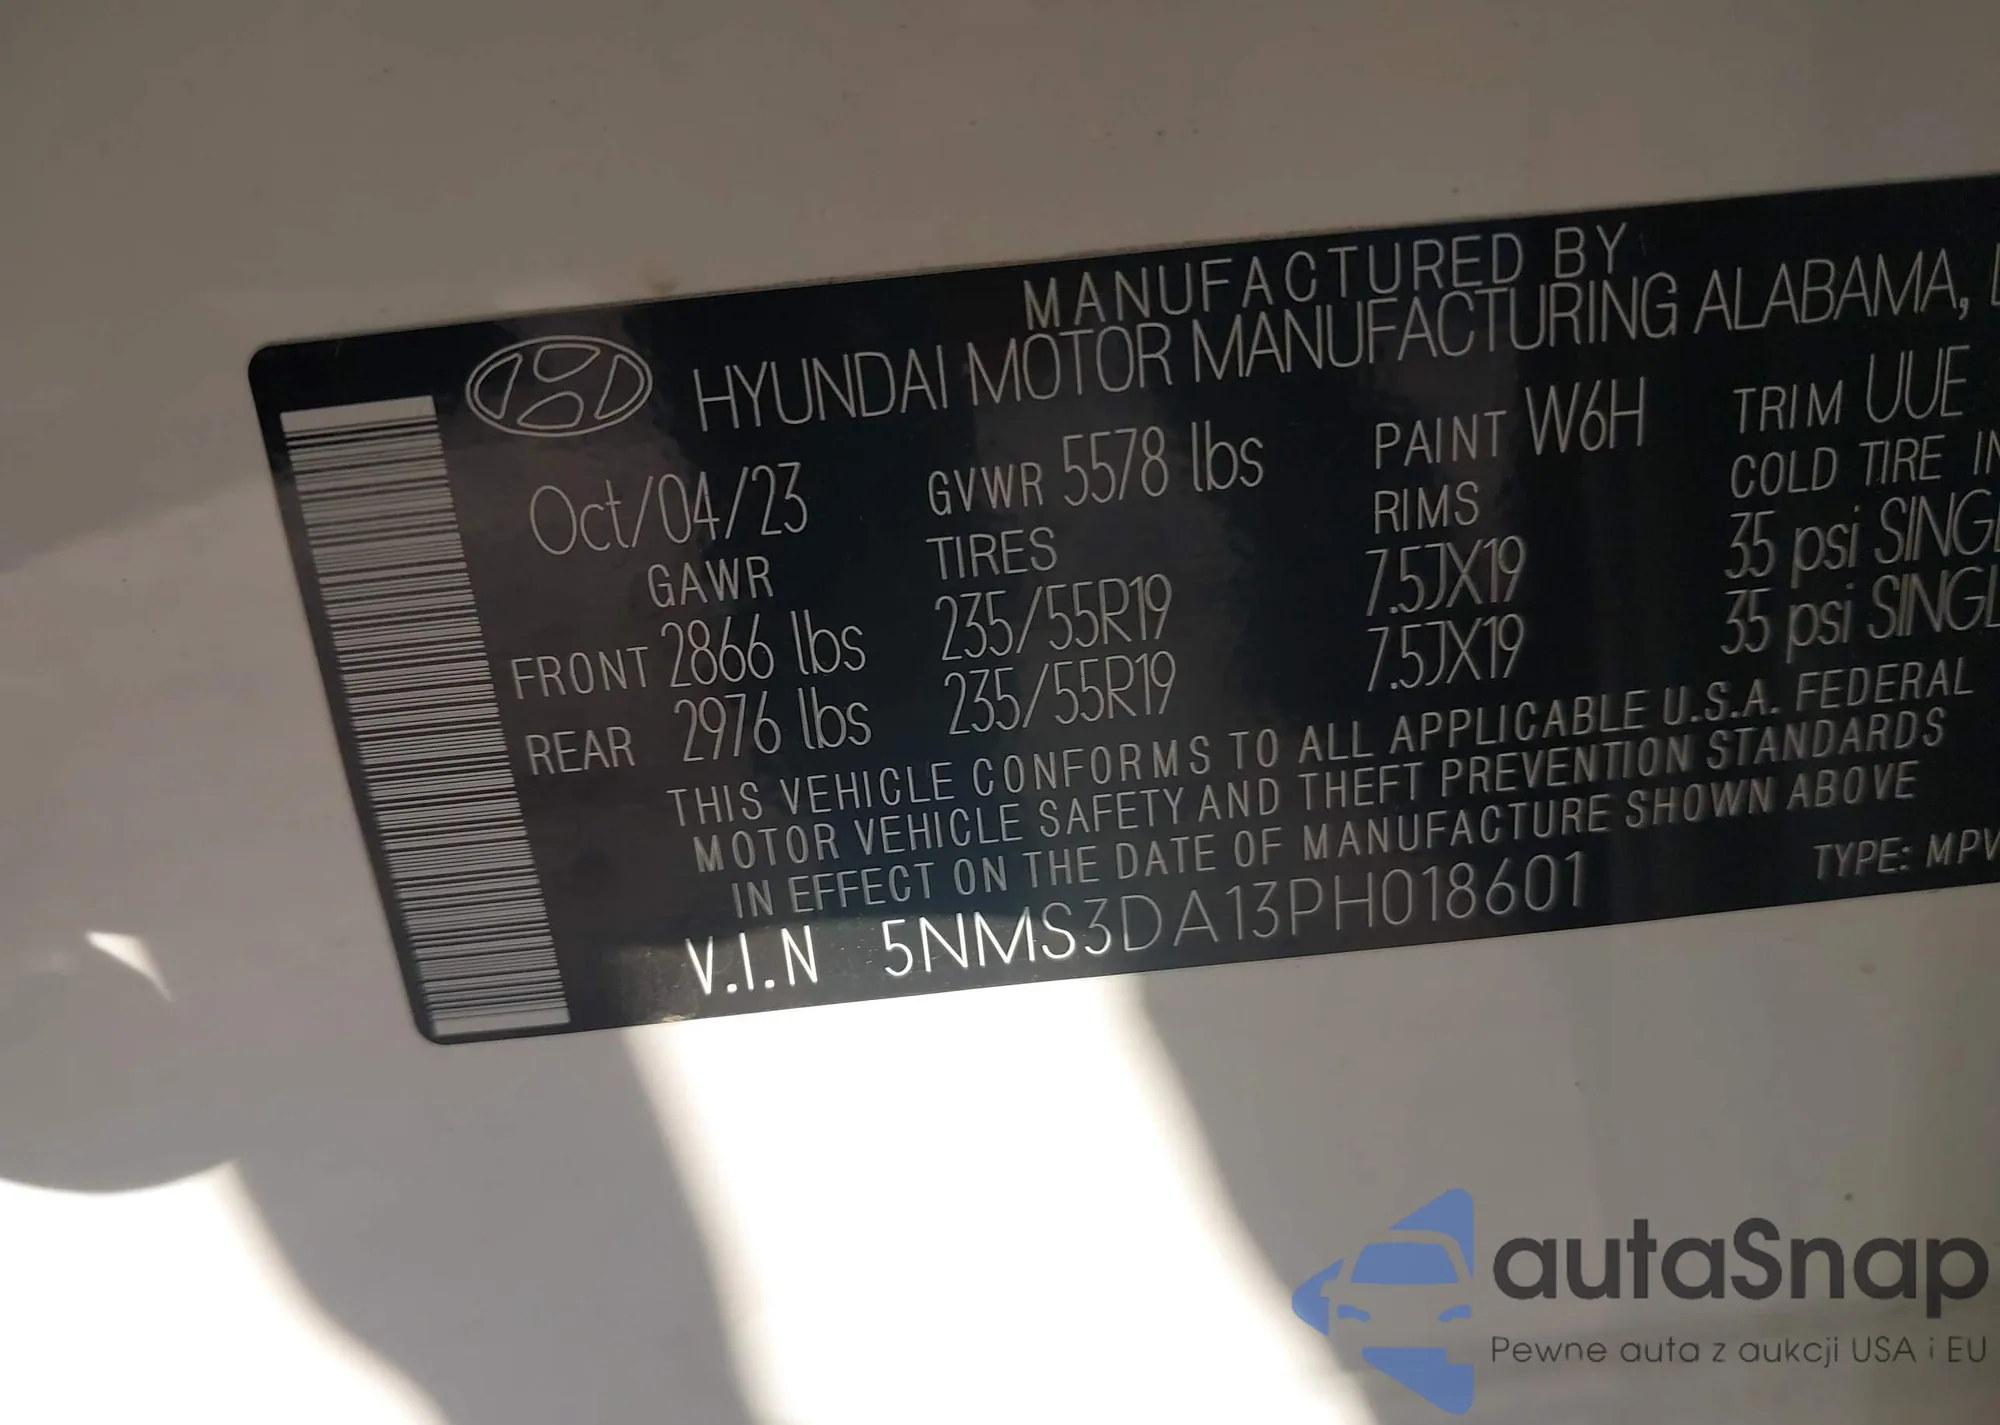 MANUFACTURED BY
HYUNDAI MOTOR MANUFACTURING ALABAMA,
Oct/04/23 GVWR 5578 lbs PAINT W6H TRIM UUE
GAWR TIRES RIMS COLD TIRE
FRONT 2866 lbs 235/55R19 7.5JX19 35 psi
REAR 2976 lbs 235/55R19 7.5JX19 35 psi
THIS VEHICLE CONFORMS TO ALL APPLICABLE U.S.A. FEDERAL
MOTOR VEHICLE SAFETY AND THEFT PREVENTION STANDARDS
IN EFFECT ON THE DATE OF MANUFACTURE SHOWN ABOVE
V.I.N 5NMS3DA13PH018601 TYPE: MPV
autaSnap
Pewne auta z aukcji USA i EU